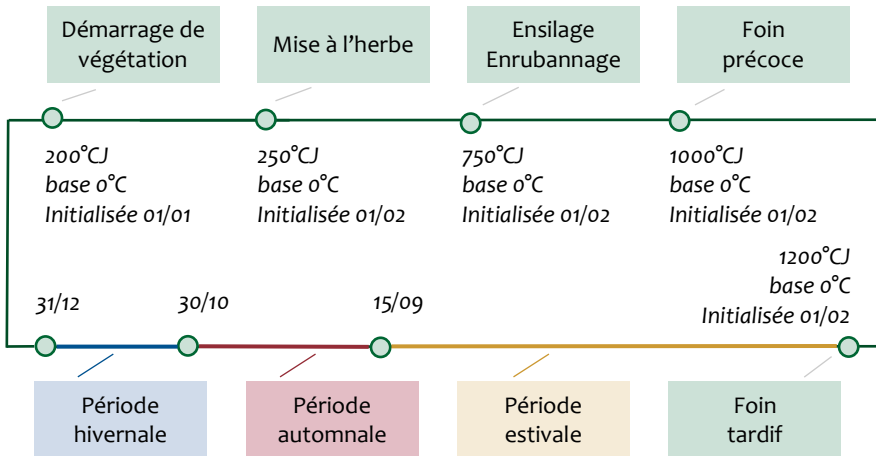 Démarrage de
végétation
Mise à l'herbe
Ensilage
Enrubannage
Foin
précoce
200°CJ
base 0°C
Initialisée 01/01
250°CJ
base 0°C
Initialisée 01/02
750°CJ
base 0°C
Initialisée 01/02
1000°CJ
base 0°C
Initialisée 01/02
1200°CJ
base 0°C
Initialisée 01/02
31/12
30/10
15/09
Période
hivernale
Période
automnale
Période
estivale
Foin
tardif